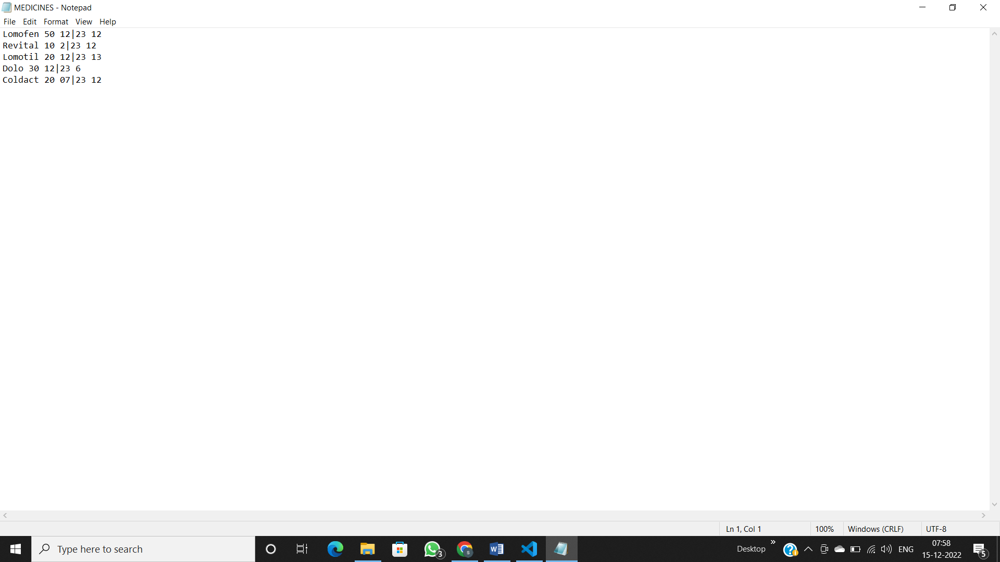 MEDICINES - Notepad
File Edit Format View Help
Lomofen 50 12|23 12
Revital 10 2|23 12
Lomotil 20 12|23 13
Dolo 30 12|23 6
Coldact 20 07|23 12
Ln 1, Col 1 100% Windows (CRLF) UTF-8
Type here to search
3
Desktop
ENG
07:58
15-12-2022
5